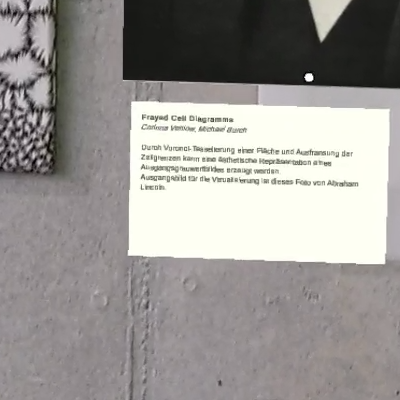 Frayed Cell Diagramms
Corinna Vehlow, Michael Burch
Durch Voronoi-Tesselierung einer Fläche und Ausfransung der
Zellgrenzen kann eine ästhetische Repräsentation eines
Ausgangsgrauwertbildes erzeugt werden.
Ausgangsbild für die Visualisierung ist dieses Foto von Abraham
Lincoln.